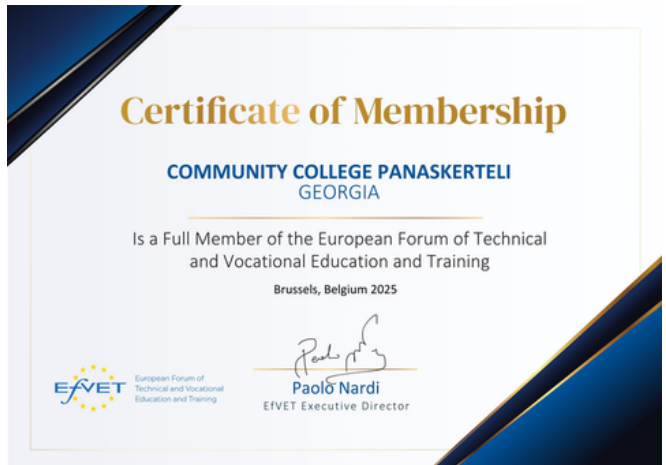 Certificate of Membership
COMMUNITY COLLEGE PANASKERTELI
GEORGIA
Is a Full Member of the European Forum of Technical
and Vocational Education and Training
Brussels, Belgium 2025
Paolo Nardi
EfVET Executive Director
EfVET
European Forum of
Technical and Vocational
Education and Training